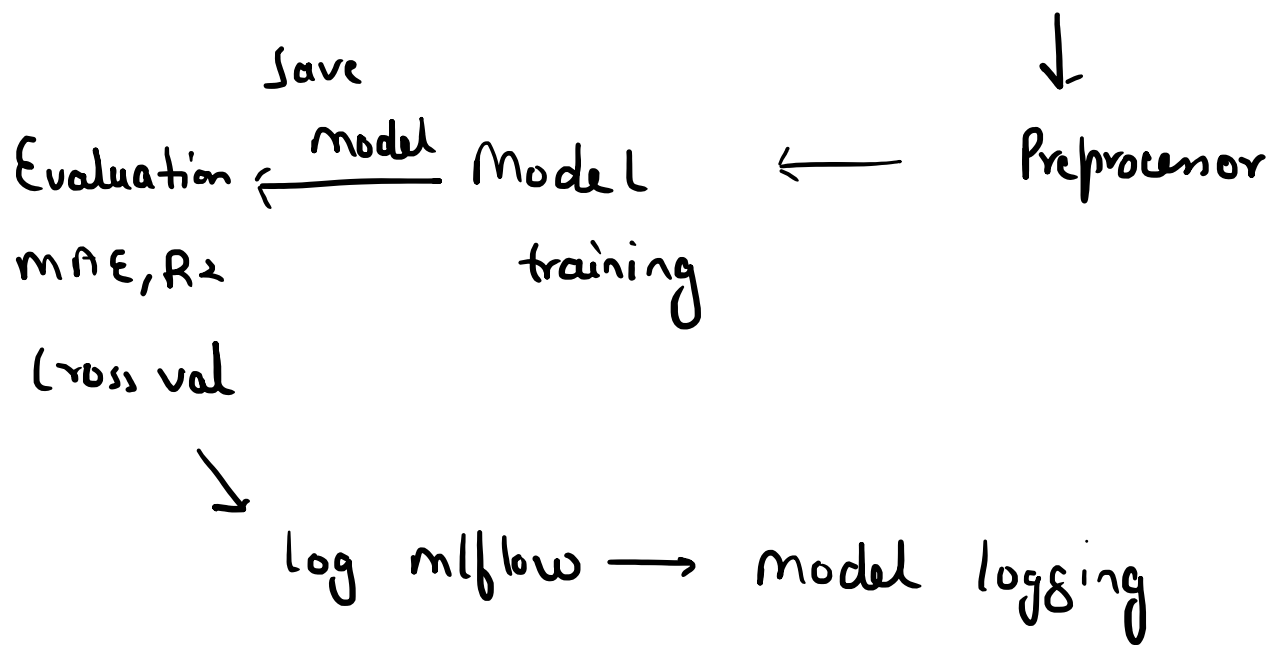 Save
model
Evaluation
Model
training
Preprocessor
MAE, R2
Cross val
log mlflow
model logging